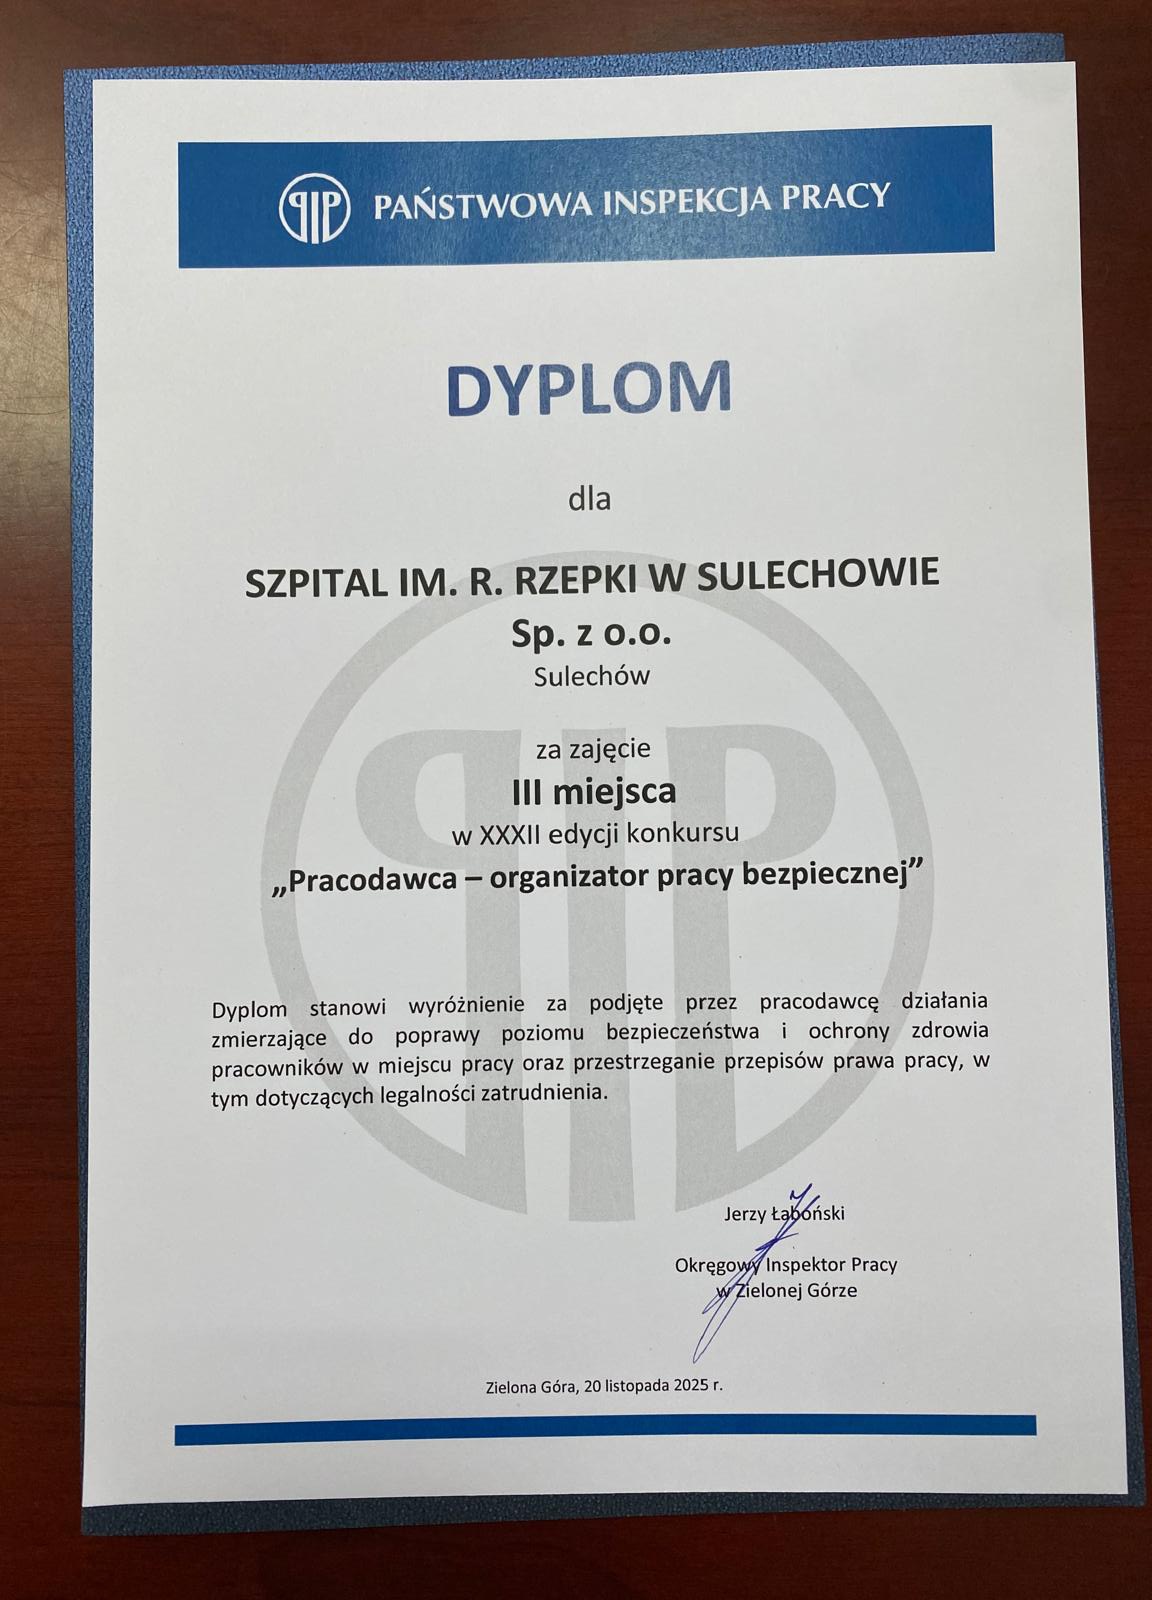 PIP PAŃSTWOWA INSPEKCJA PRACY
DYPLOM
dla
SZPITAL IM. R. RZEPKI W SULECHOWIE
Sp. z o.o.
Sulechów
za zajęcie
III miejsca
w XXXII edycji konkursu
„Pracodawca – organizator pracy bezpiecznej”
Dyplom stanowi wyróżnienie za podjęte przez pracodawcę działania
zmierzające do poprawy poziomu bezpieczeństwa i ochrony zdrowia
pracowników w miejscu pracy oraz przestrzeganie przepisów prawa pracy, w
tym dotyczących legalności zatrudnienia.
Jerzy Łaboński
Okręgowy Inspektor Pracy
w Zielonej Górze
Zielona Góra, 20 listopada 2025 r.